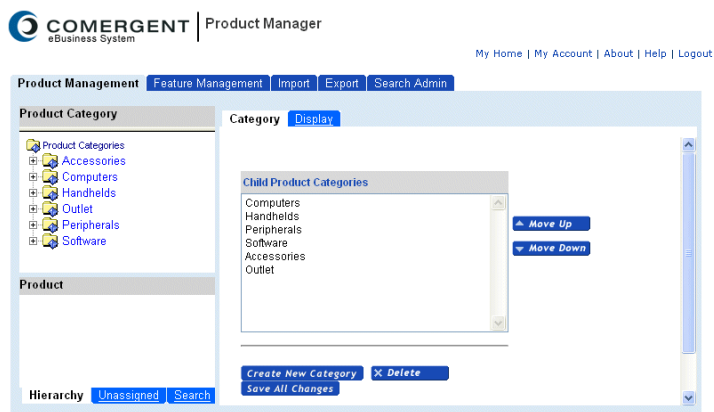 COMERGENT
eBusiness System
Product Manager
My Home | My Account | About | Help | Logout
Product Management Feature Management Import Export Search Admin
Product Category
Product Categories
Accessories
Computers
Handhelds
Outlet
Peripherals
Software
Product
Hierarchy Unassigned Search
Category Display
Child Product Categories
Computers
Handhelds
Peripherals
Software
Accessories
Outlet
Move Up
Move Down
Create New Category Delete
Save All Changes